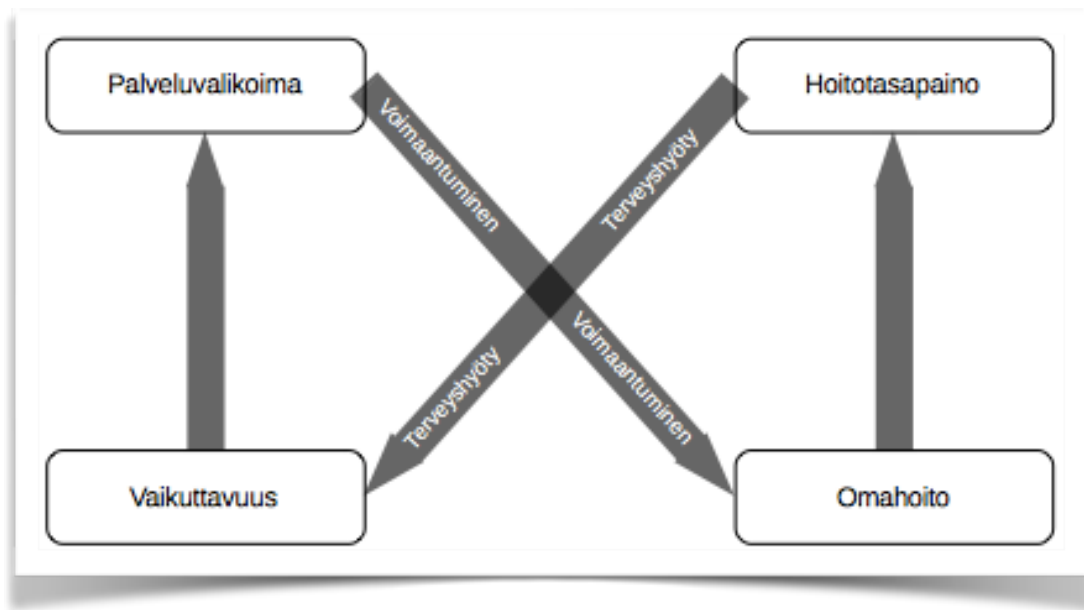 Palveluvalikoima
Hoitotasapaino
Voimaantuminen
Terveyshyöty
Terveyshyöty
Voimaantuminen
Vaikuttavuus
Omahoito